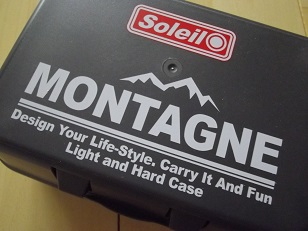 Soleil
MONTAGNE
Design Your Life-Style. Carry It And Fun
Light and Hard Case